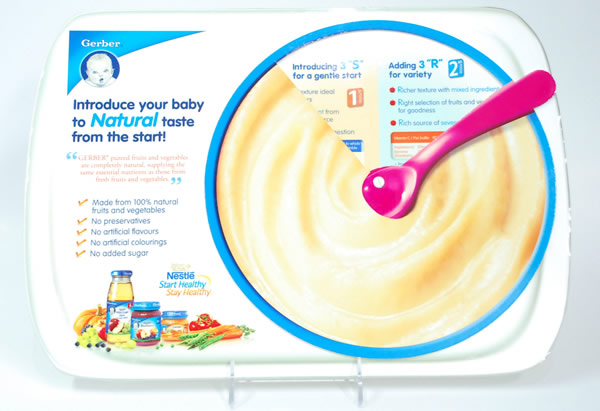 Gerber
Introduce your baby
to Natural taste
from the start!
“GERBER® pureed fruits and vegetables
are completely natural, supplying the
same essential nutrients as those from
fresh fruits and vegetables.”
Made from 100% natural
fruits and vegetables
No preservatives
No artificial flavours
No artificial colourings
No added sugar
Nestlé
Start Healthy
Stay Healthy
Introducing 3 "S"
for a gentle start
texture ideal
1
Adding 3 "R"
for variety
2
Richer texture with mixed ingredients
Right selection of fruits and
for goodness
Rich source of